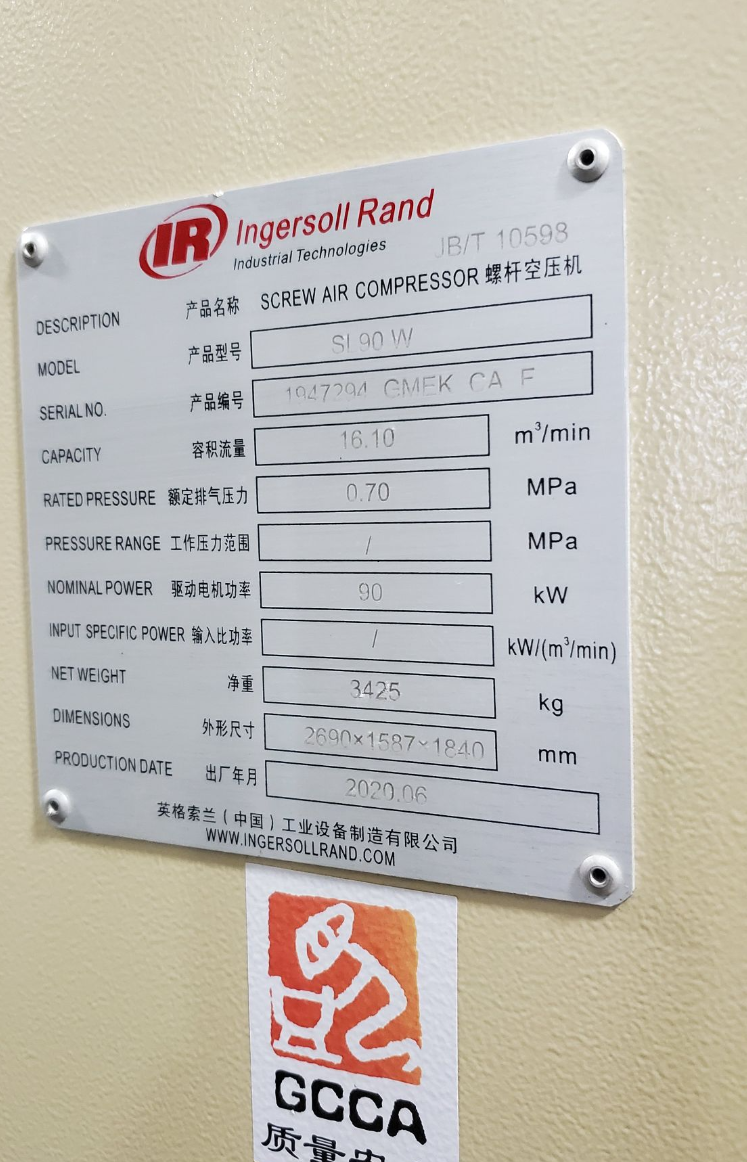 IR Ingersoll Rand
Industrial Technologies
JB/T 10598
DESCRIPTION 产品名称 SCREW AIR COMPRESSOR 螺杆空压机
MODEL 产品型号 SL 90 W
SERIAL NO. 产品编号 1947294 GMEK CA F
CAPACITY 容积流量 16.10 m³/min
RATED PRESSURE 额定排气压力 0.70 MPa
PRESSURE RANGE 工作压力范围 / MPa
NOMINAL POWER 驱动电机功率 90 kW
INPUT SPECIFIC POWER 输入比功率 / kW/(m³/min)
NET WEIGHT 净重 3425 kg
DIMENSIONS 外形尺寸 2690×1587×1840 mm
PRODUCTION DATE 出厂年月 2020.06
英格索兰（中国）工业设备制造有限公司
WWW.INGERSOLLRAND.COM
GCCA
质量安